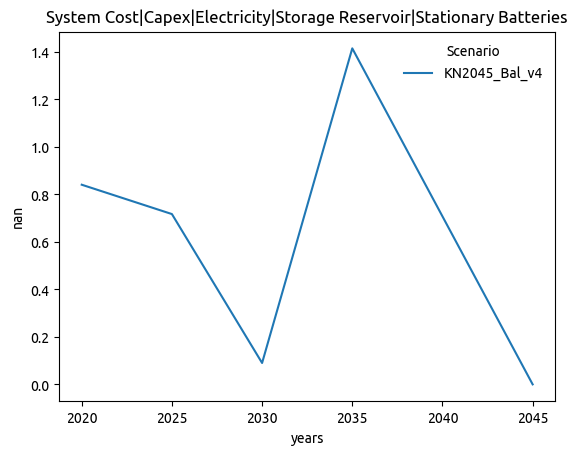 System Cost|Capex|Electricity|Storage Reservoir|Stationary Batteries
Scenario
KN2045_Bal_v4
1.4
1.2
1.0
0.8
0.6
0.4
0.2
0.0
nan
2020 2025 2030 2035 2040 2045
years